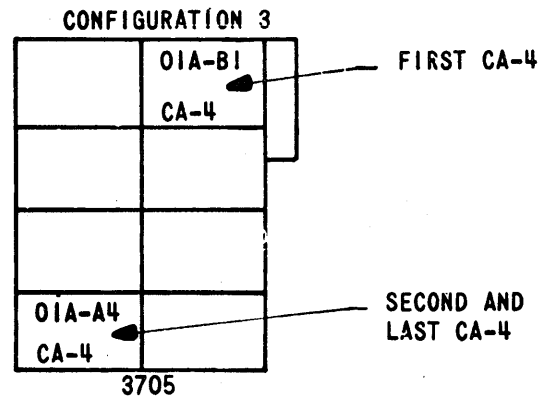 CONFIGURATION 3
01A-B1
CA-4
FIRST CA-4
01A-A4
CA-4
SECOND AND
LAST CA-4
3705